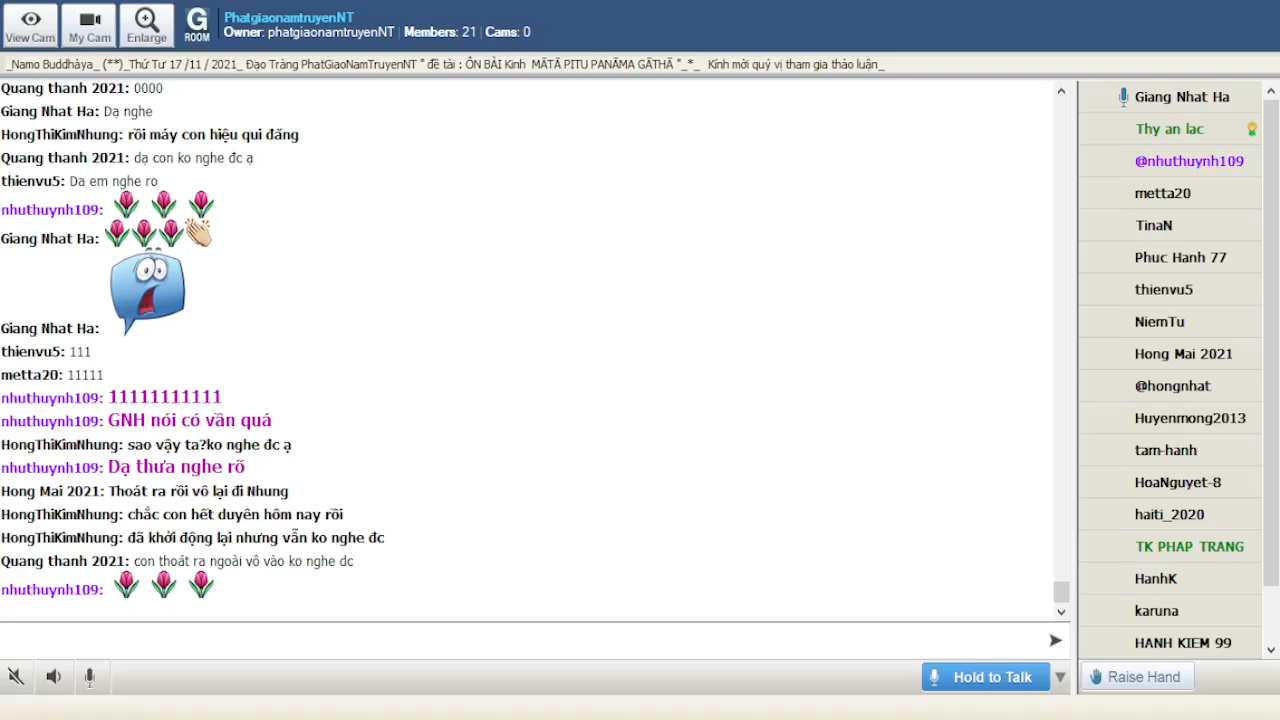 View Cam
My Cam
Enlarge
G
ROOM
PhatgiaonamtruyenNT
Owner: phatgiaonamtruyenNT | Members: 21 | Cams: 0
_Namo Buddhàya_ (**)_Thứ Tư 17 /11 / 2021_ Đạo Tràng PhatGiaoNamTruyenNT " đề tài : ÔN BÀI Kinh MÃTÃ PITU PANÃMA GÃTHÃ "_*_ Kính mời quý vị tham gia thảo luận_
Quang thanh 2021: 0000
Giang Nhat Ha: Dạ nghe
HongThiKimNhung: rồi máy con hiệu qui đãng
Quang thanh 2021: dạ con ko nghe đc ạ
thienvu5: Da em nghe ro
nhuthuynh109:
Giang Nhat Ha:
Giang Nhat Ha:
thienvu5: 111
metta20: 11111
nhuthuynh109: 11111111111
nhuthuynh109: GNH nói có vần quá
HongThiKimNhung: sao vậy ta?ko nghe đc ạ
nhuthuynh109: Dạ thưa nghe rõ
Hong Mai 2021: Thoát ra rồi vô lại đi Nhung
HongThiKimNhung: chắc con hết duyên hôm nay rồi
HongThiKimNhung: đã khởi động lại nhưng vẫn ko nghe đc
Quang thanh 2021: con thoát ra ngoài vô vào ko nghe dc
nhuthuynh109:
Giang Nhat Ha
Thy an lac
@nhuthuynh109
metta20
TinaN
Phuc Hanh 77
thienvu5
NiemTu
Hong Mai 2021
@hongnhat
Huyenmong2013
tam-hanh
HoaNguyet-8
haiti_2020
TK PHAP TRANG
HanhK
karuna
HANH KIEM 99
Hold to Talk
Raise Hand